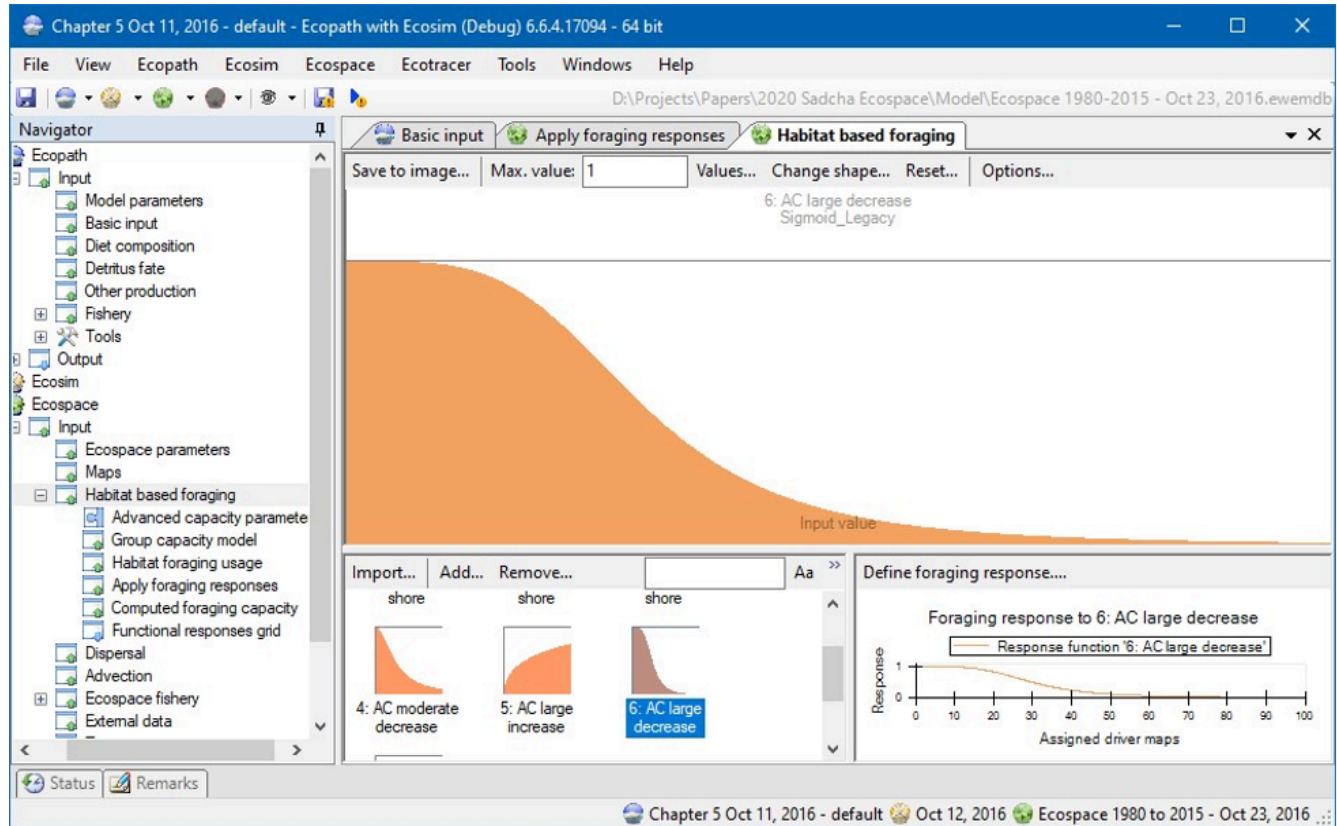 Chapter 5 Oct 11, 2016 - default - Ecopath with Ecosim (Debug) 6.6.4.17094 - 64 bit
File View Ecopath Ecosim Ecospace Ecotracer Tools Windows Help
D:\Projects\Papers\2020 Sadcha Ecospace\Model\Ecospace 1980-2015 - Oct 23, 2016.ewemdb
Navigator
Ecopath
Input
Model parameters
Basic input
Diet composition
Detritus fate
Other production
Fishery
Tools
Output
Ecosim
Ecospace
Input
Ecospace parameters
Maps
Habitat based foraging
Advanced capacity paramete
Group capacity model
Habitat foraging usage
Apply foraging responses
Computed foraging capacity
Functional responses grid
Dispersal
Advection
Ecospace fishery
External data
Basic input Apply foraging responses Habitat based foraging
Save to image... Max. value: 1 Values... Change shape... Reset... Options...
6: AC large decrease
Sigmoid_Legacy
Input value
Import... Add... Remove... Aa »
shore shore shore
4: AC moderate decrease
5: AC large increase
6: AC large decrease
Define foraging response....
Foraging response to 6: AC large decrease
Response function '6: AC large decrease'
Response
1
0
0 10 20 30 40 50 60 70 80 90 100
Assigned driver maps
Status Remarks
Chapter 5 Oct 11, 2016 - default Oct 12, 2016 Ecospace 1980 to 2015 - Oct 23, 2016